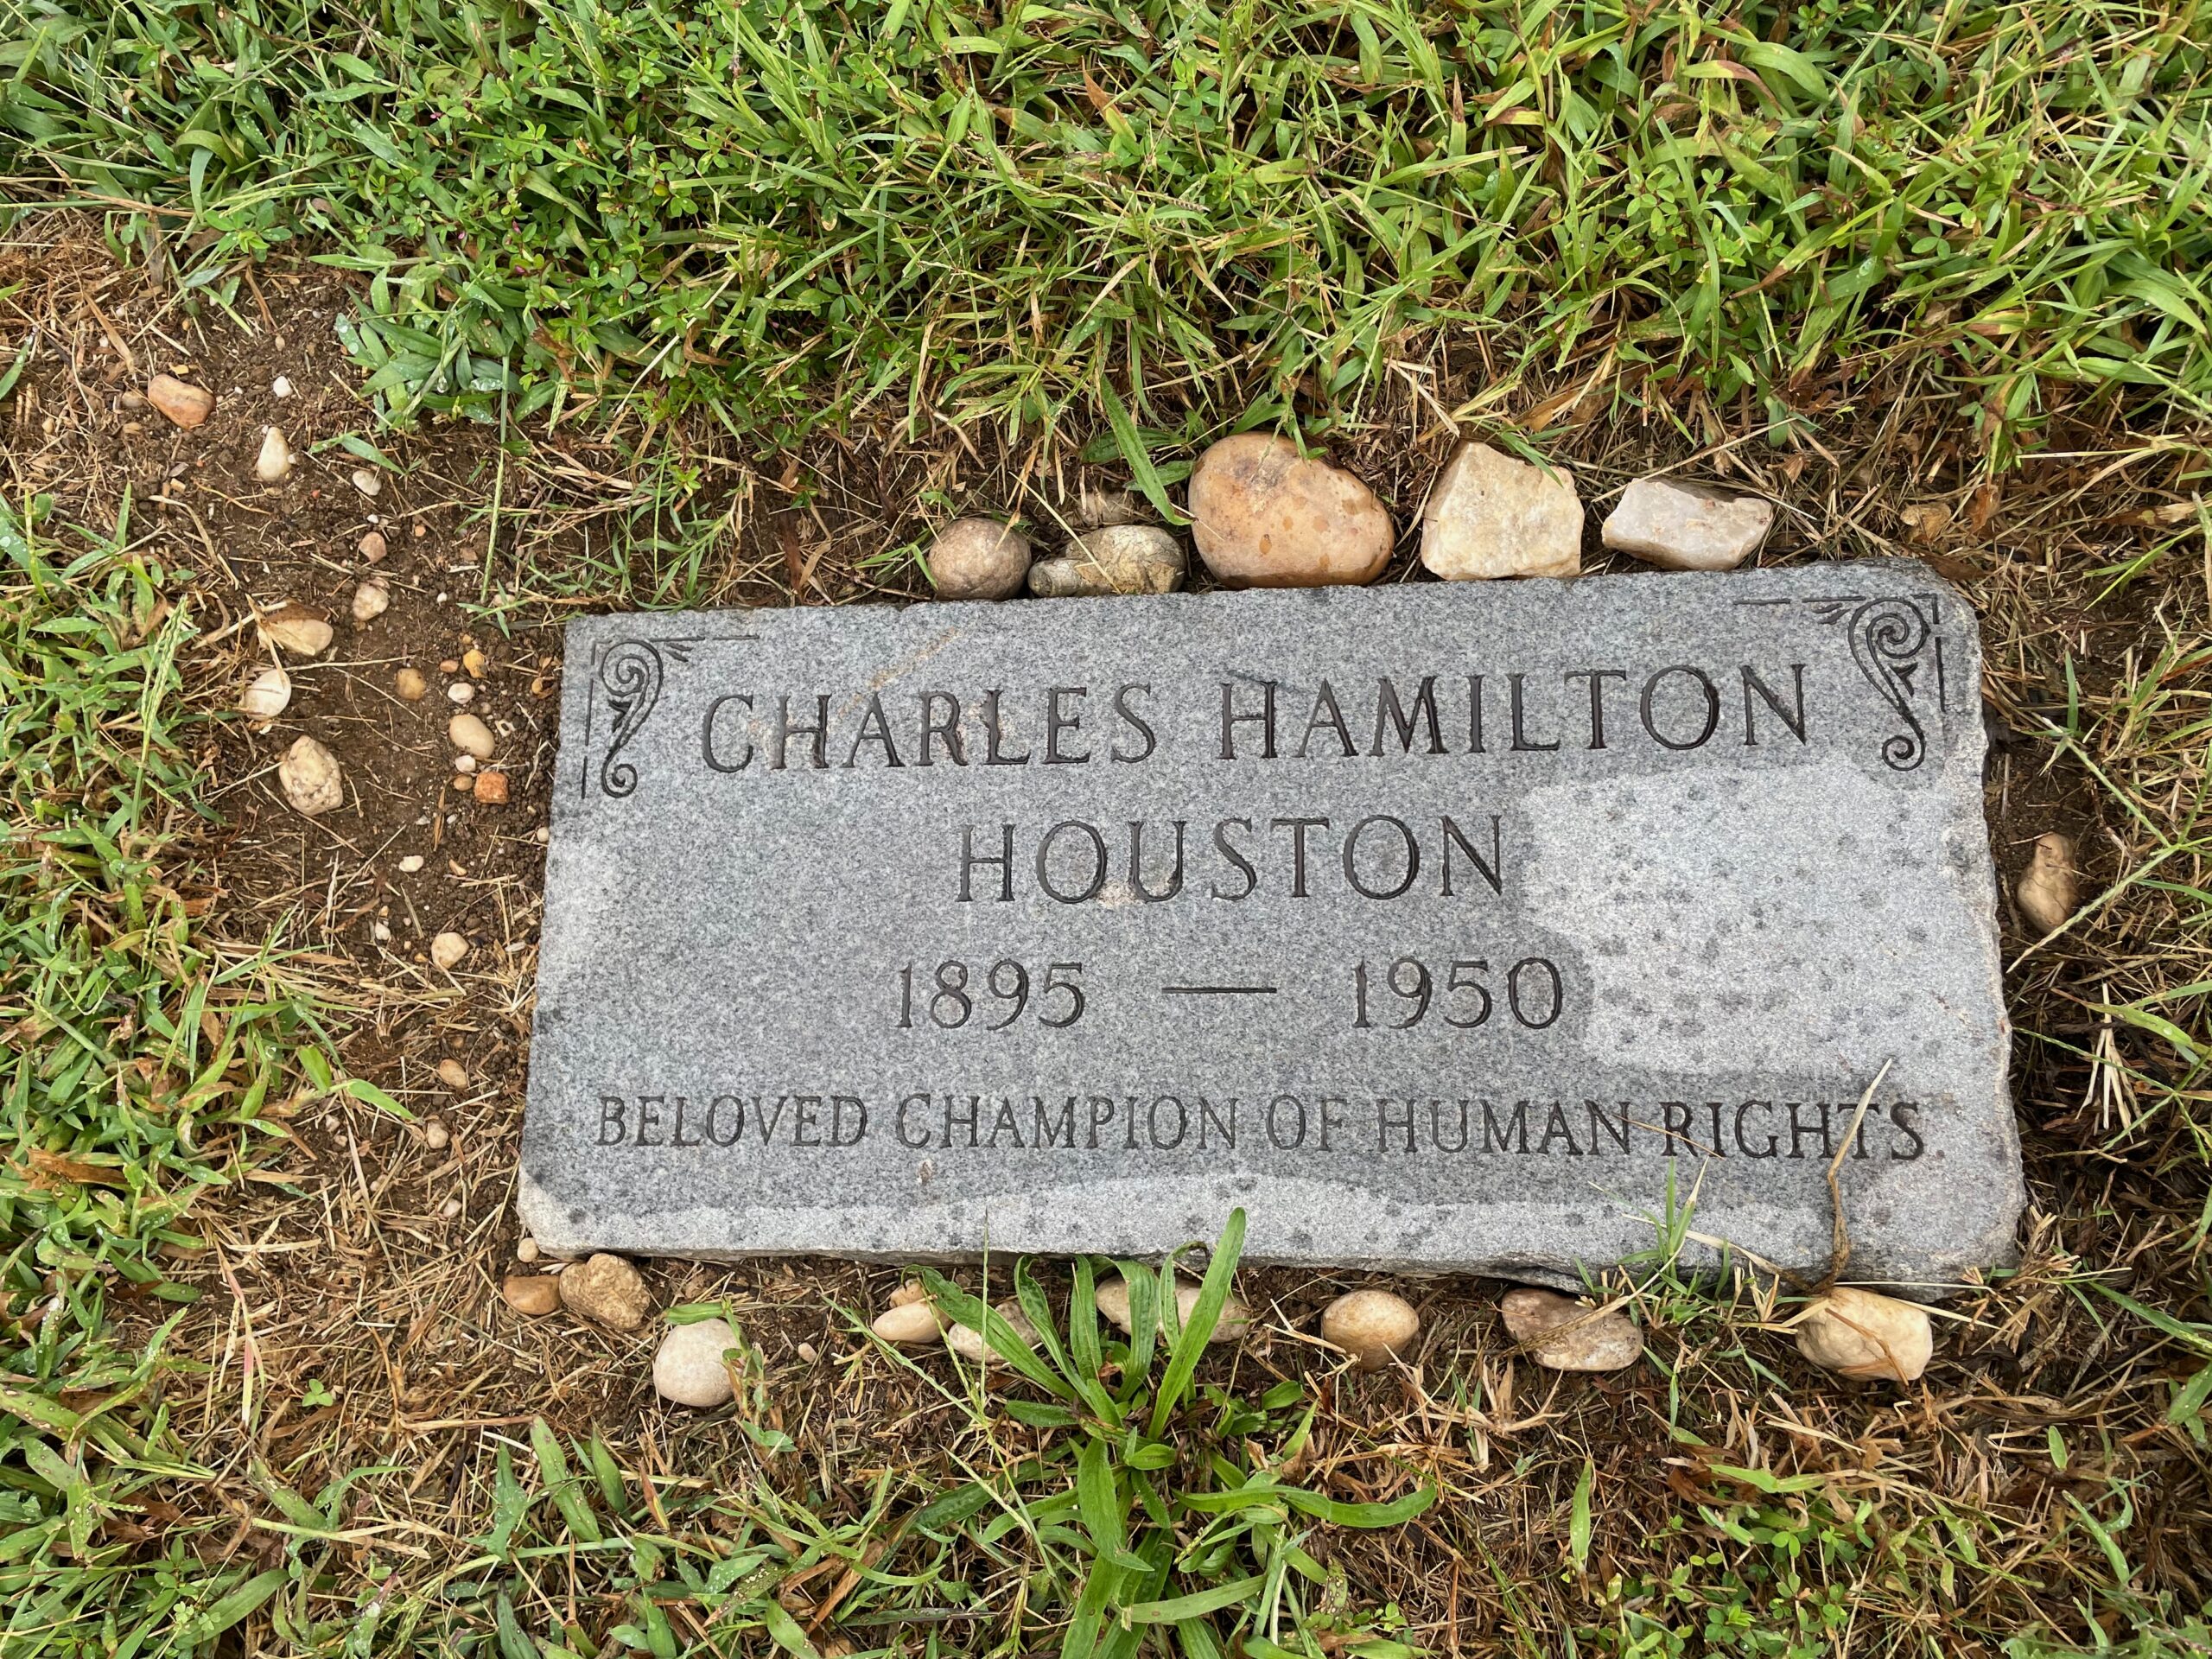 CHARLES HAMILTON
HOUSTON
1895 — 1950
BELOVED CHAMPION OF HUMAN RIGHTS